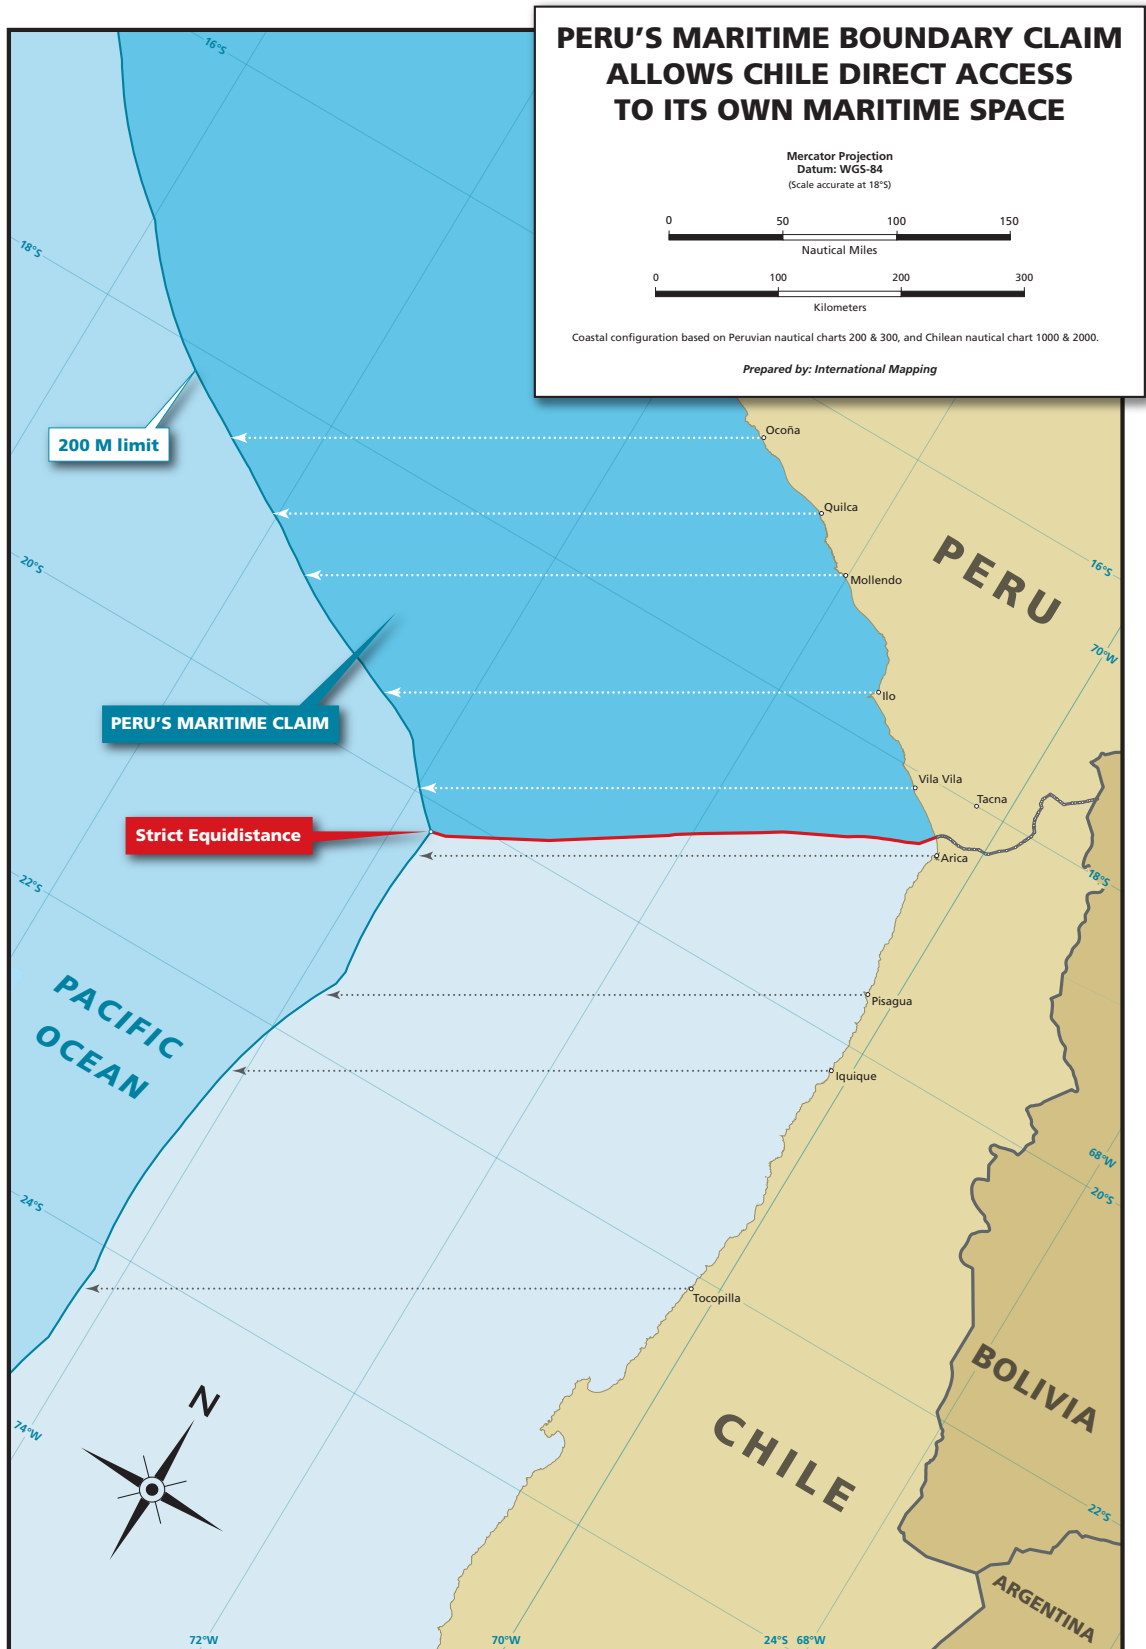 PERU’S MARITIME BOUNDARY CLAIM
ALLOWS CHILE DIRECT ACCESS
TO ITS OWN MARITIME SPACE
Mercator Projection
Datum: WGS-84
(Scale accurate at 18°S)
0 50 100 150
Nautical Miles
0 100 200 300
Kilometers
Coastal configuration based on Peruvian nautical charts 200 & 300, and Chilean nautical chart 1000 & 2000.
Prepared by: International Mapping
16°S
18°S
200 M limit
Ocoña
Quilca
20°S
16°S
PERU
Mollendo
70°W
Ilo
PERU’S MARITIME CLAIM
Vila Vila
Tacna
Strict Equidistance
Arica
18°S
22°S
PACIFIC
OCEAN
Pisagua
Iquique
68°W
20°S
24°S
Tocopilla
BOLIVIA
N
74°W
CHILE
22°S
ARGENTINA
72°W
70°W
24°S 68°W